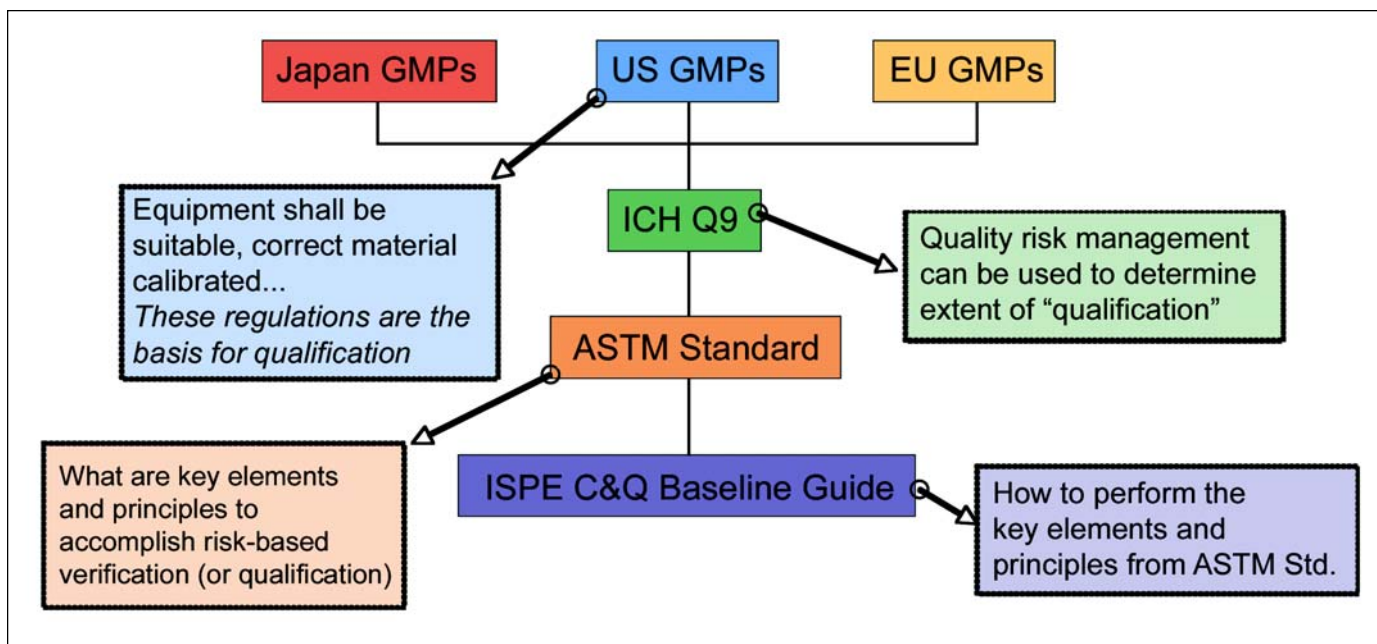 Japan GMPs
US GMPs
EU GMPs
Equipment shall be
suitable, correct material
calibrated...
These regulations are the
basis for qualification
ICH Q9
Quality risk management
can be used to determine
extent of “qualification”
ASTM Standard
What are key elements
and principles to
accomplish risk-based
verification (or qualification)
ISPE C&Q Baseline Guide
How to perform the
key elements and
principles from ASTM Std.